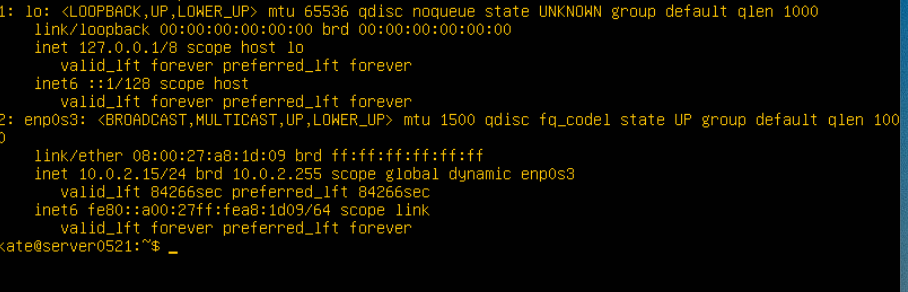 1: lo: <LOOPBACK,UP,LOWER_UP> mtu 65536 qdisc noqueue state UNKNOWN group default qlen 1000
    link/loopback 00:00:00:00:00:00 brd 00:00:00:00:00:00
    inet 127.0.0.1/8 scope host lo
       valid_lft forever preferred_lft forever
    inet6 ::1/128 scope host
       valid_lft forever preferred_lft forever
2: enp0s3: <BROADCAST,MULTICAST,UP,LOWER_UP> mtu 1500 qdisc fq_codel state UP group default qlen 100
0
    link/ether 08:00:27:a8:1d:09 brd ff:ff:ff:ff:ff:ff
    inet 10.0.2.15/24 brd 10.0.2.255 scope global dynamic enp0s3
       valid_lft 84266sec preferred_lft 84266sec
    inet6 fe80::a00:27ff:fea8:1d09/64 scope link
       valid_lft forever preferred_lft forever
kate@server0521:~$ _